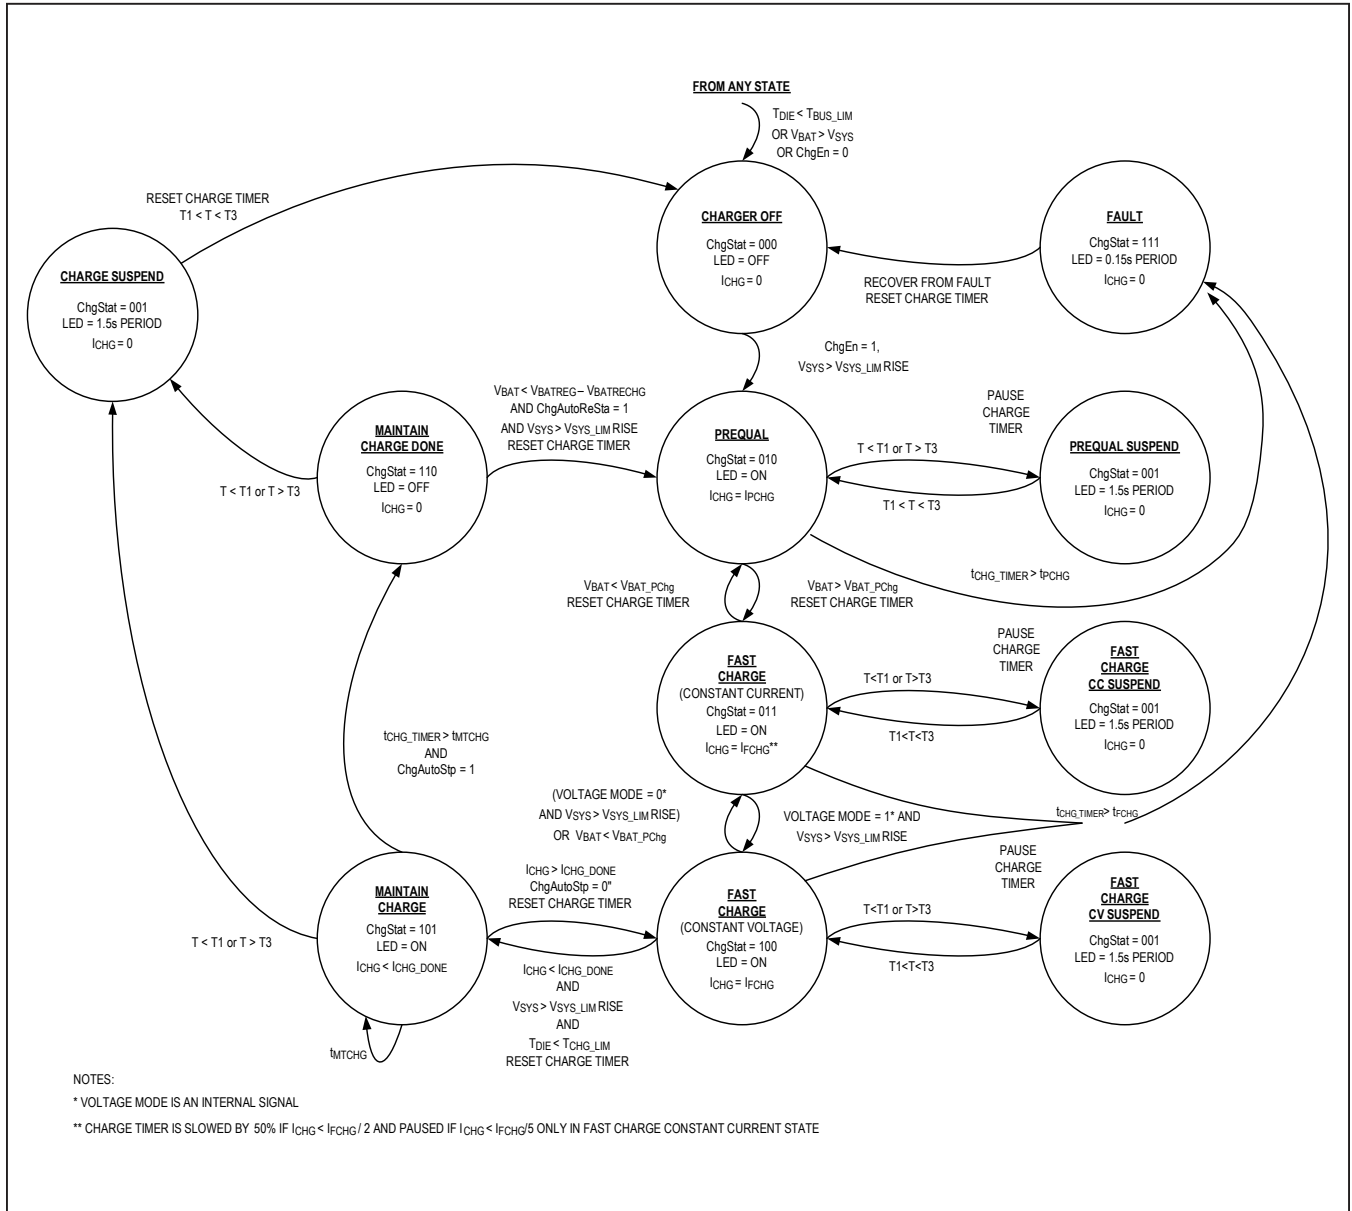 FROM ANY STATE
TDIE < TBUS_LIM
OR VBAT > VSYS
OR ChgEn = 0
RESET CHARGE TIMER
T1 < T < T3
CHARGER OFF
ChgStat = 000
LED = OFF
ICHG = 0
FAULT
ChgStat = 111
LED = 0.15s PERIOD
ICHG = 0
RECOVER FROM FAULT
RESET CHARGE TIMER
CHARGE SUSPEND
ChgStat = 001
LED = 1.5s PERIOD
ICHG = 0
ChgEn = 1,
VSYS > VSYS_LIM RISE
VBAT < VBATREG – VBATRECHG
AND ChgAutoReSta = 1
AND VSYS > VSYS_LIM RISE
RESET CHARGE TIMER
MAINTAIN
CHARGE DONE
ChgStat = 110
LED = OFF
ICHG = 0
T < T1 or T > T3
PREQUAL
ChgStat = 010
LED = ON
ICHG = IPCHG
PAUSE
CHARGE
TIMER
T < T1 or T > T3
T1 < T < T3
PREQUAL SUSPEND
ChgStat = 001
LED = 1.5s PERIOD
ICHG = 0
tCHG_TIMER > tPCHG
VBAT < VBAT_PChg
RESET CHARGE TIMER
VBAT > VBAT_PChg
RESET CHARGE TIMER
FAST
CHARGE
(CONSTANT CURRENT)
ChgStat = 011
LED = ON
ICHG = IFCHG**
PAUSE
CHARGE
TIMER
T<T1 or T>T3
T1<T<T3
FAST
CHARGE
CC SUSPEND
ChgStat = 001
LED = 1.5s PERIOD
ICHG = 0
tCHG_TIMER > tMTCHG
AND
ChgAutoStp = 1
(VOLTAGE MODE = 0*
AND VSYS > VSYS_LIM RISE)
OR VBAT < VBAT_PChg
VOLTAGE MODE = 1* AND
VSYS > VSYS_LIM RISE
tCHG_TIMER > tFCHG
MAINTAIN
CHARGE
ChgStat = 101
LED = ON
ICHG < ICHG_DONE
T < T1 or T > T3
tMTCHG
ICHG > ICHG_DONE
ChgAutoStp = 0"
RESET CHARGE TIMER
ICHG < ICHG_DONE
AND
VSYS > VSYS_LIM RISE
AND
TDIE < TCHG_LIM
RESET CHARGE TIMER
FAST
CHARGE
(CONSTANT VOLTAGE)
ChgStat = 100
LED = ON
ICHG = IFCHG
PAUSE
CHARGE
TIMER
T<T1 or T>T3
T1<T<T3
FAST
CHARGE
CV SUSPEND
ChgStat = 001
LED = 1.5s PERIOD
ICHG = 0
NOTES:
* VOLTAGE MODE IS AN INTERNAL SIGNAL
** CHARGE TIMER IS SLOWED BY 50% IF ICHG < IFCHG / 2 AND PAUSED IF ICHG < IFCHG/5 ONLY IN FAST CHARGE CONSTANT CURRENT STATE